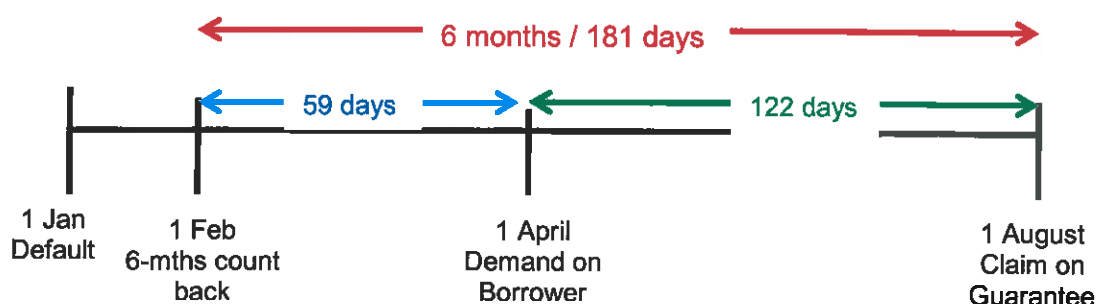 6 months / 181 days
59 days
122 days
1 Jan
Default
1 Feb
6-mths count
back
1 April
Demand on
Borrower
1 August
Claim on
Guarantee